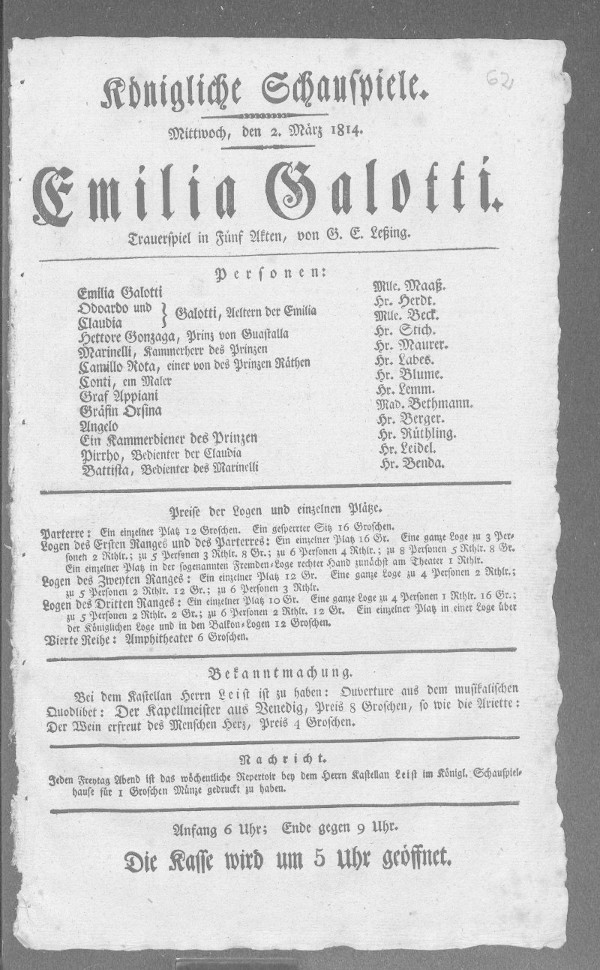 62
Königliche Schauspiele.
Mittwoch, den 2. März 1814.
Emilia Galotti.
Trauerspiel in Fünf Akten, von G. E. Leßing.
Personen:
Emilia Galotti Mlle. Maaß.
Odoardo und } Galotti, Aeltern der Emilia Hr. Herdt.
Claudia Mlle. Beck.
Hettore Gonzaga, Prinz von Guastalla Hr. Stich.
Marinelli, Kammerherr des Prinzen Hr. Maurer.
Camillo Rota, einer von des Prinzen Räthen Hr. Labes.
Conti, em Maler Hr. Blume.
Graf Appiani Hr. Lemm.
Gräfin Orsina Mad. Bethmann.
Angelo Hr. Berger.
Ein Kammerdiener des Prinzen Hr. Rüthling.
Pirrho, Bedienter der Claudia Hr. Leidel.
Battista, Bedienter des Marinelli Hr. Benda.
Preise der Logen und einzelnen Plätze.
Parterre: Ein einzelner Platz 12 Groschen. Ein gesperrter Sitz 16 Groschen.
Logen des Ersten Ranges und des Parterres: Ein einzelner Platz 16 Gr. Eine ganze Loge zu 3 Per-
sonen 2 Rthlr.; zu 5 Personen 3 Rthlr. 8 Gr.; zu 6 Personen 4 Rthlr.; zu 8 Personen 5 Rthlr. 8 Gr.
Ein einzelner Platz in der sogenannten Fremden-Loge rechter Hand zunächst am Theater 1 Rthlr.
Logen des Zweyten Ranges: Ein einzelner Platz 12 Gr. Eine ganze Loge zu 4 Personen 2 Rthlr.;
zu 5 Personen 2 Rthlr. 12 Gr.; zu 6 Personen 3 Rthlr.
Logen des Dritten Ranges: Ein einzelner Platz 10 Gr. Eine ganze Loge zu 4 Personen 1 Rthlr. 16 Gr.;
zu 5 Personen 2 Rthlr. 2 Gr.; zu 6 Personen 2 Rthlr. 12 Gr. Ein einzelner Platz in einer Loge über
der Königlichen Loge und in den Balkon-Logen 12 Groschen.
Vierte Reihe: Amphitheater 6 Groschen.
Bekanntmachung.
Bei dem Kastellan Herrn Leist ist zu haben: Ouverture aus dem musikalischen
Quodlibet: Der Kapellmeister aus Venedig, Preis 8 Groschen, so wie die Ariette:
Der Wein erfreut des Menschen Herz, Preis 4 Groschen.
Nachricht.
Jeden Freytag Abend ist das wöchentliche Repertoir bey dem Herrn Kastellan Leist im Königl. Schauspiel-
hause für 1 Groschen Münze gedruckt zu haben.
Anfang 6 Uhr; Ende gegen 9 Uhr.
Die Kasse wird um 5 Uhr geöffnet.